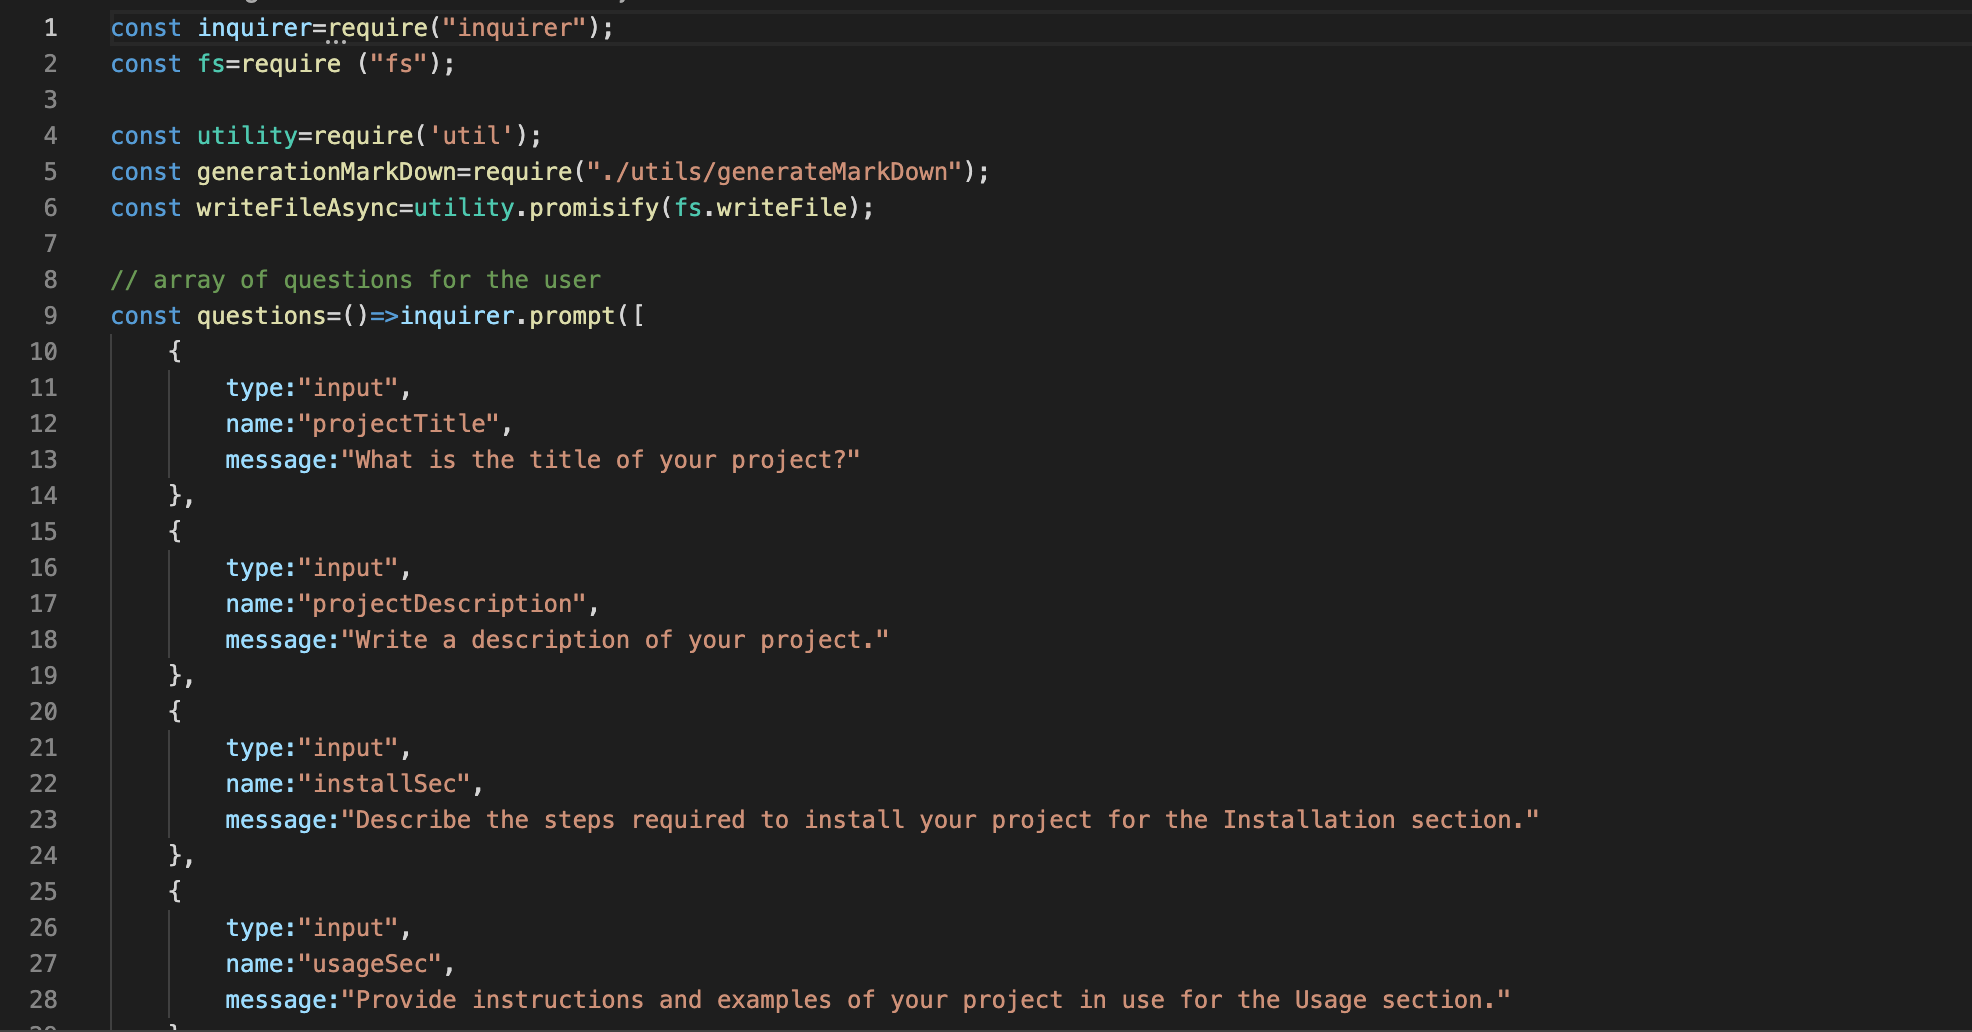 1 const inquirer=require("inquirer");
2 const fs=require ("fs");
3
4 const utility=require('util');
5 const generationMarkDown=require("./utils/generateMarkDown");
6 const writeFileAsync=utility.promisify(fs.writeFile);
7
8 // array of questions for the user
9 const questions=()=>inquirer.prompt([
10 {
11 type:"input",
12 name:"projectTitle",
13 message:"What is the title of your project?"
14 },
15 {
16 type:"input",
17 name:"projectDescription",
18 message:"Write a description of your project."
19 },
20 {
21 type:"input",
22 name:"installSec",
23 message:"Describe the steps required to install your project for the Installation section."
24 },
25 {
26 type:"input",
27 name:"usageSec",
28 message:"Provide instructions and examples of your project in use for the Usage section."